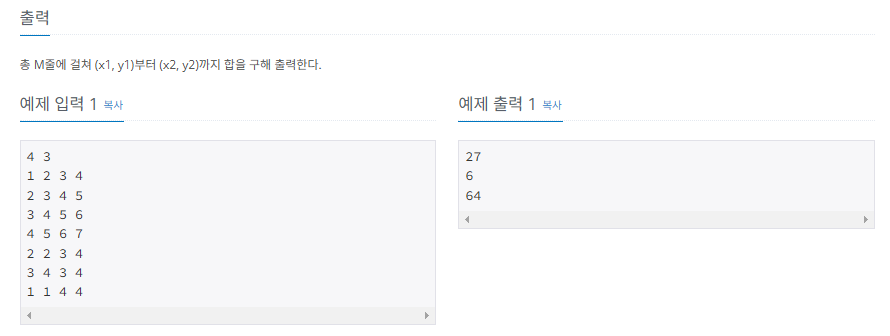 출력
총 M줄에 걸쳐 (x1, y1)부터 (x2, y2)까지 합을 구해 출력한다.
예제 입력 1 복사
4 3
1 2 3 4
2 3 4 5
3 4 5 6
4 5 6 7
2 2 3 4
3 4 3 4
1 1 4 4
예제 출력 1 복사
27
6
64